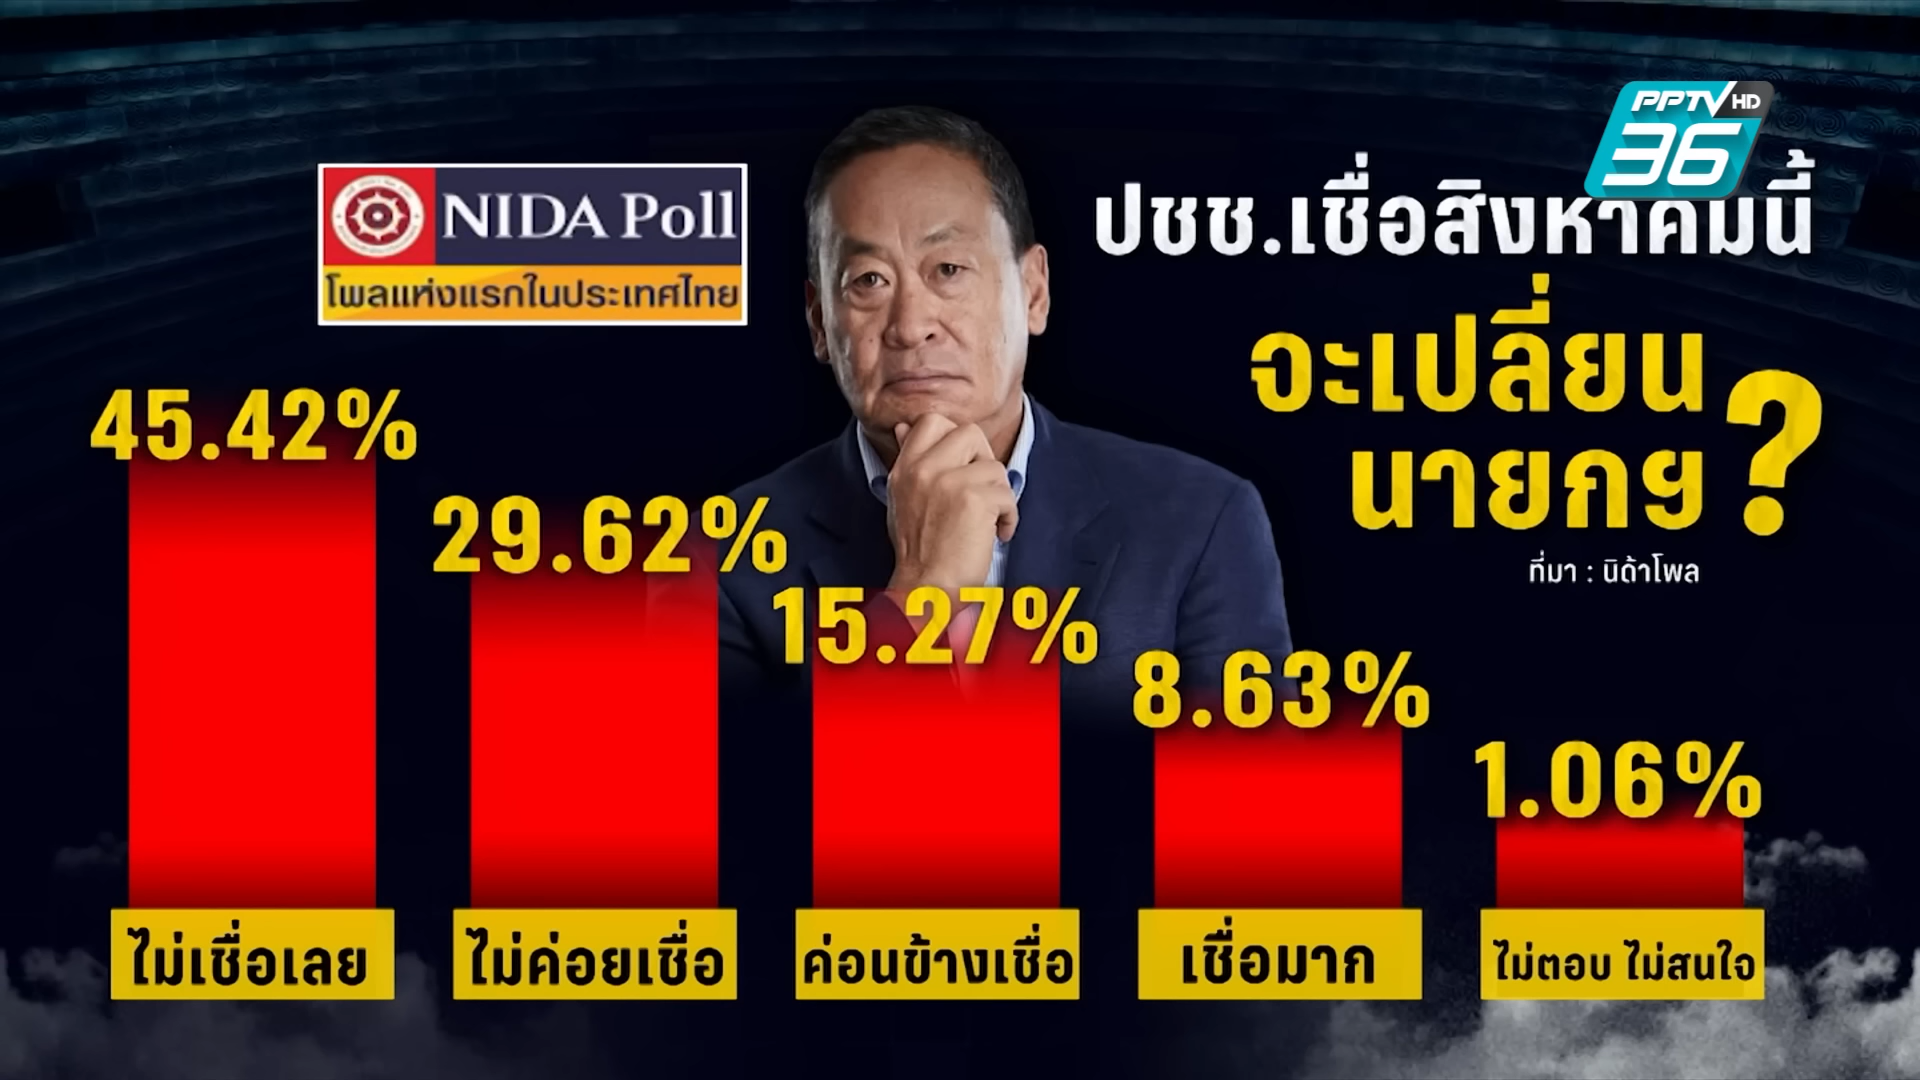 PPTV HD
36
NIDA Poll
โพลแห่งแรกในประเทศไทย
ปชช.เชื่อสิงหาคมนี้
จะเปลี่ยน
นายกฯ?
ที่มา : นิด้าโพล
45.42%
29.62%
15.27%
8.63%
1.06%
ไม่เชื่อเลย
ไม่ค่อยเชื่อ
ค่อนข้างเชื่อ
เชื่อมาก
ไม่ตอบ ไม่สนใจ